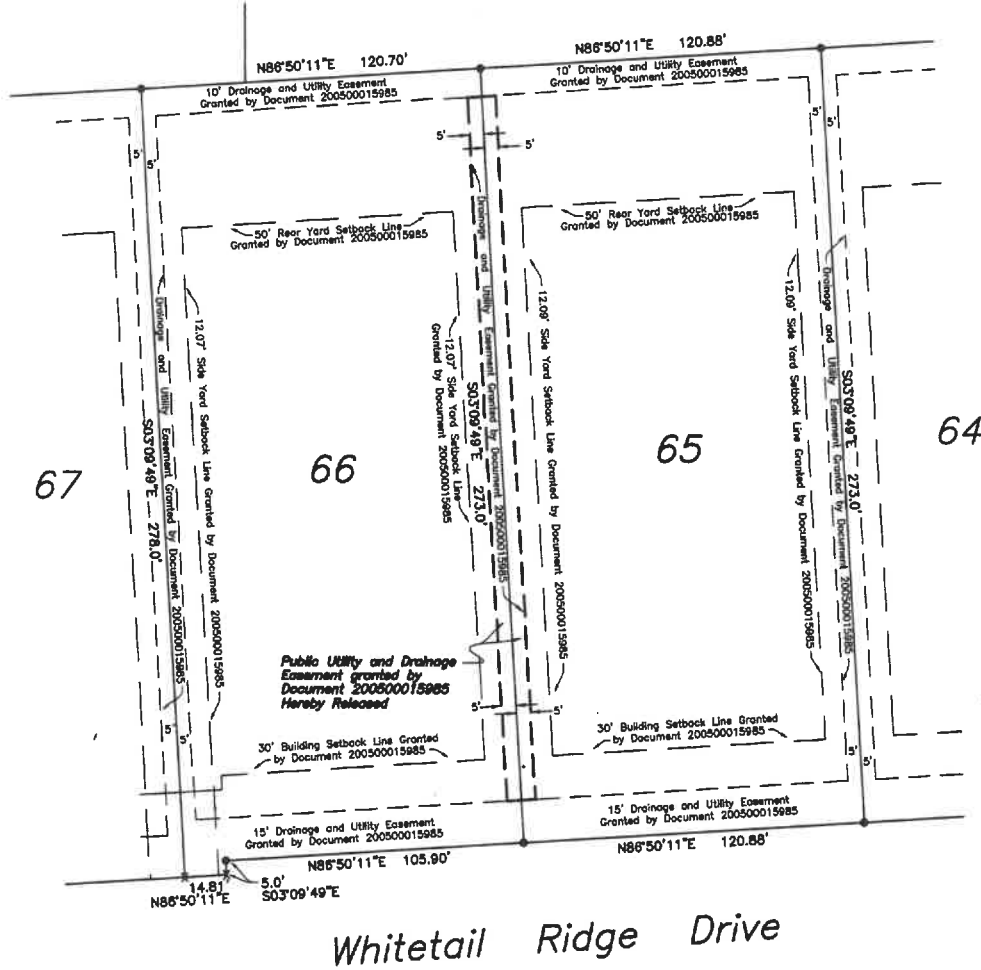 N86°50'11"E 120.70'
N86°50'11"E 120.88'
10' Drainage and Utility Easement
Granted by Document 200500015985
10' Drainage and Utility Easement
Granted by Document 200500015985
5'
5'
5'
5'
5'
5'
50' Rear Yard Setback Line
Granted by Document 200500015985
50' Rear Yard Setback Line
Granted by Document 200500015985
Drainage and Utility Easement Granted by Document 200500015985
S03°09'49"E 278.0'
12.07' Side Yard Setback Line Granted by Document 200500015985
12.07' Side Yard Setback Line
Granted by Document 200500015985
S03°09'49"E 273.0'
Drainage and Utility Easement Granted by Document 200500015985
12.09' Side Yard Setback Line Granted by Document 200500015985
12.09' Side Yard Setback Line Granted by Document 200500015985
Drainage and Utility Easement Granted by Document 200500015985
S03°09'49"E 273.0'
67
66
65
64
Public Utility and Drainage
Easement granted by
Document 200500015985
Hereby Released
5'
5'
5'
5'
5'
5'
30' Building Setback Line Granted
by Document 200500015985
30' Building Setback Line Granted
by Document 200500015985
15' Drainage and Utility Easement
Granted by Document 200500015985
15' Drainage and Utility Easement
Granted by Document 200500015985
N86°50'11"E 105.90'
N86°50'11"E 120.88'
14.81
N86°50'11"E
5.0'
S03°09'49"E
Whitetail Ridge Drive